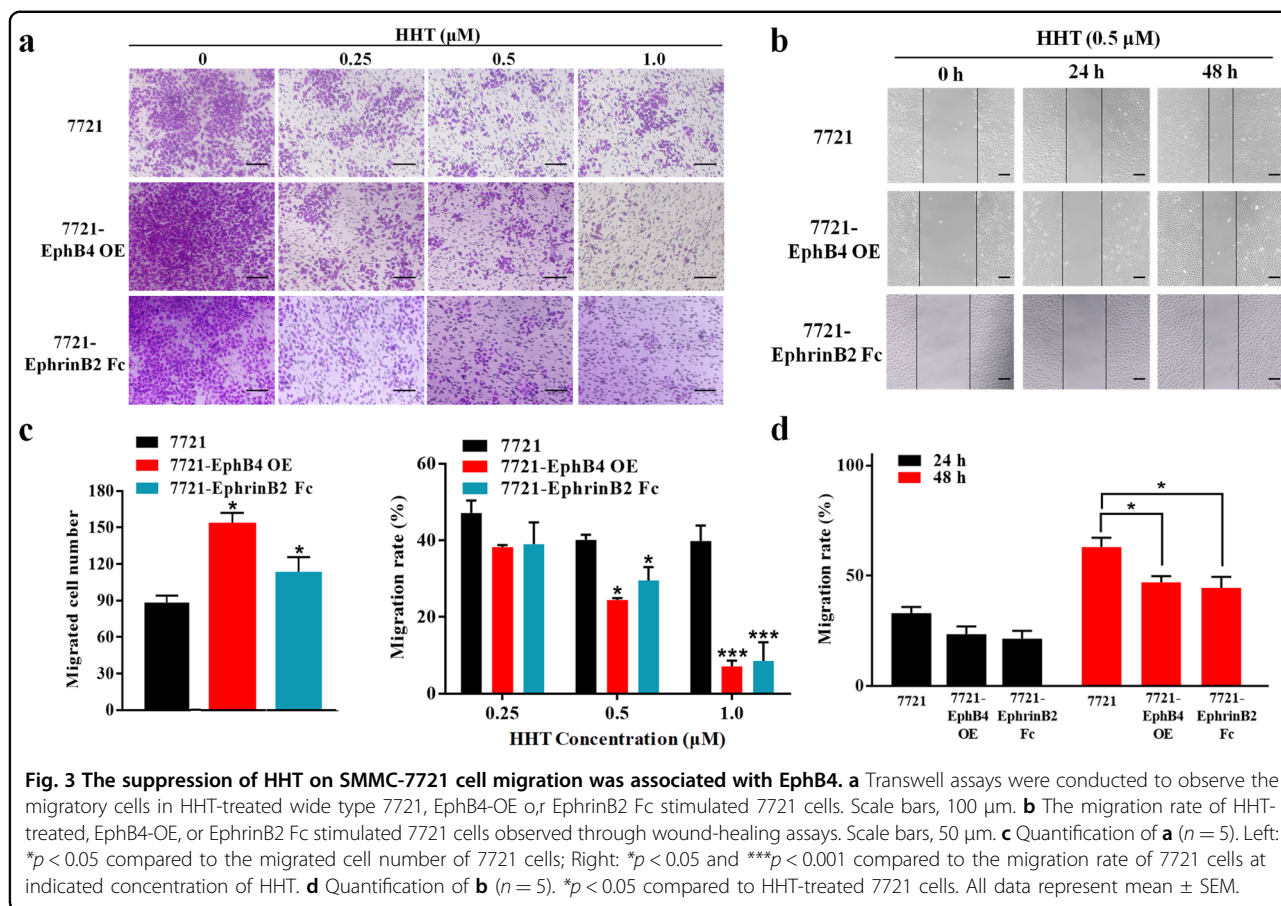 a
HHT (µM)
0 0.25 0.5 1.0
7721
7721-
EphB4 OE
7721-
EphrinB2 Fc
b
HHT (0.5 µM)
0 h 24 h 48 h
7721
7721-
EphB4 OE
7721-
EphrinB2 Fc
c
7721
7721-EphB4 OE
7721-EphrinB2 Fc
Migrated cell number
180
150
120
90
60
30
0
*
*
7721
7721-EphB4 OE
7721-EphrinB2 Fc
Migration rate (%)
60
40
20
0
*
*
***
***
0.25 0.5 1.0
HHT Concentration (µM)
d
24 h
48 h
Migration rate (%)
100
50
0
*
*
7721 7721-EphB4 OE 7721-EphrinB2 Fc 7721 7721-EphB4 OE 7721-EphrinB2 Fc
Fig. 3 The suppression of HHT on SMMC-7721 cell migration was associated with EphB4. a Transwell assays were conducted to observe the
migratory cells in HHT-treated wide type 7721, EphB4-OE o,r EphrinB2 Fc stimulated 7721 cells. Scale bars, 100 µm. b The migration rate of HHT-
treated, EphB4-OE, or EphrinB2 Fc stimulated 7721 cells observed through wound-healing assays. Scale bars, 50 µm. c Quantification of a (n = 5). Left:
*p < 0.05 compared to the migrated cell number of 7721 cells; Right: *p < 0.05 and ***p < 0.001 compared to the migration rate of 7721 cells at
indicated concentration of HHT. d Quantification of b (n = 5). *p < 0.05 compared to HHT-treated 7721 cells. All data represent mean ± SEM.